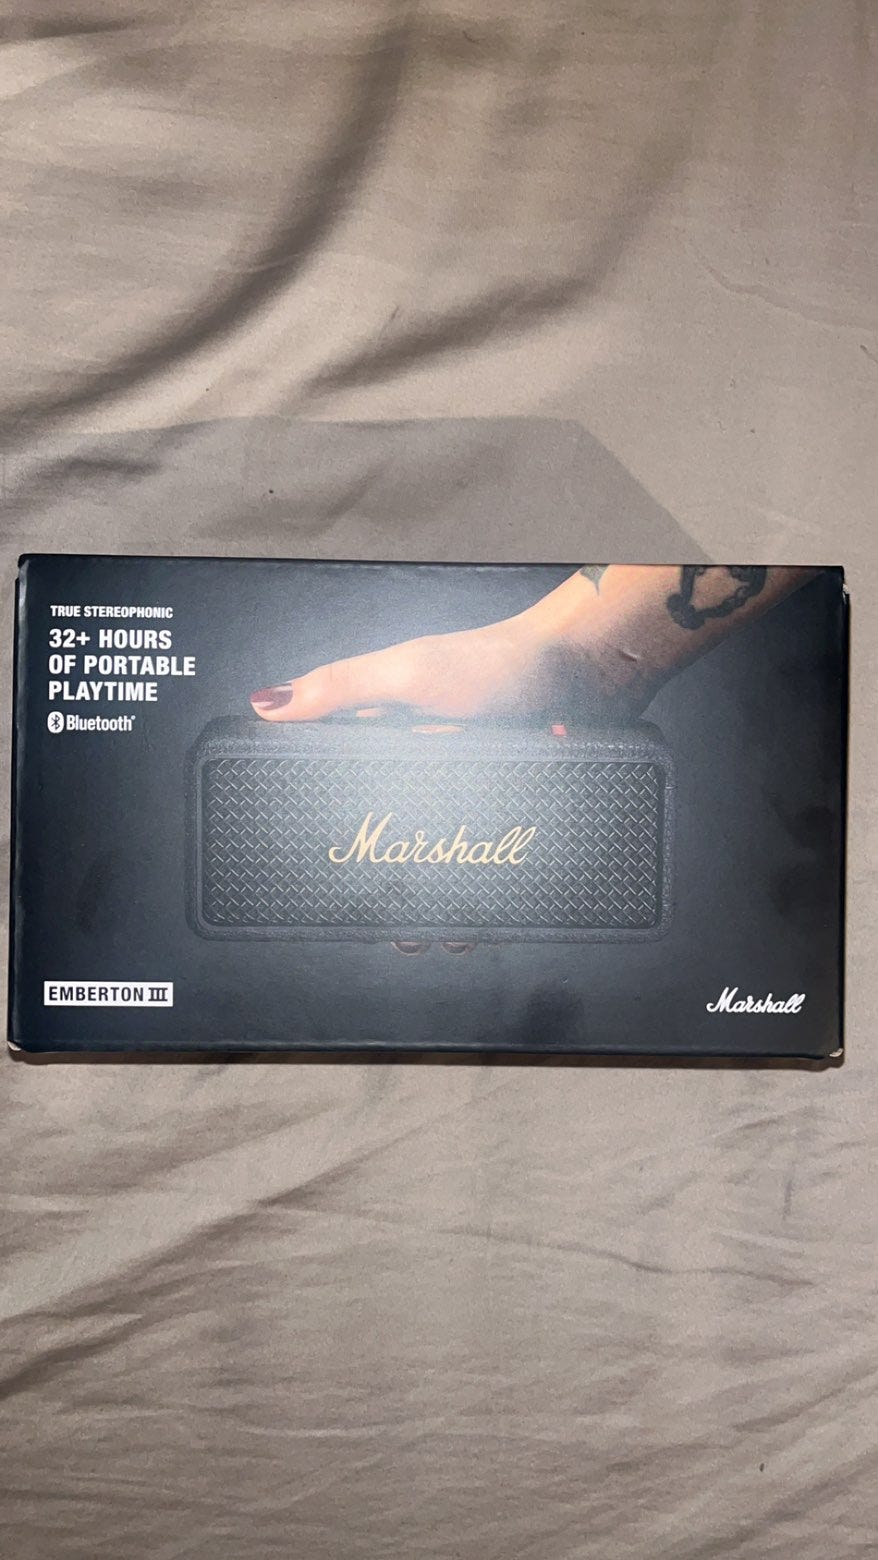 TRUE STEREOPHONIC
32+ HOURS
OF PORTABLE
PLAYTIME
Bluetooth®
Marshall
EMBERTON III
Marshall